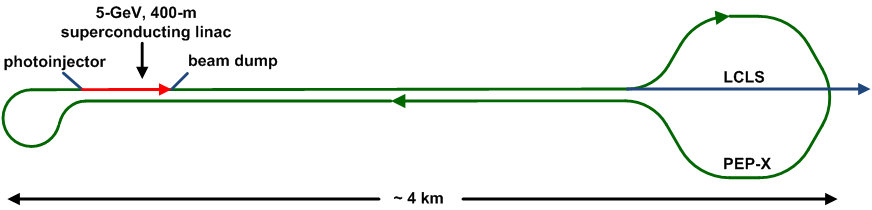 5-GeV, 400-m
superconducting linac
photoinjector
beam dump
LCLS
PEP-X
~ 4 km